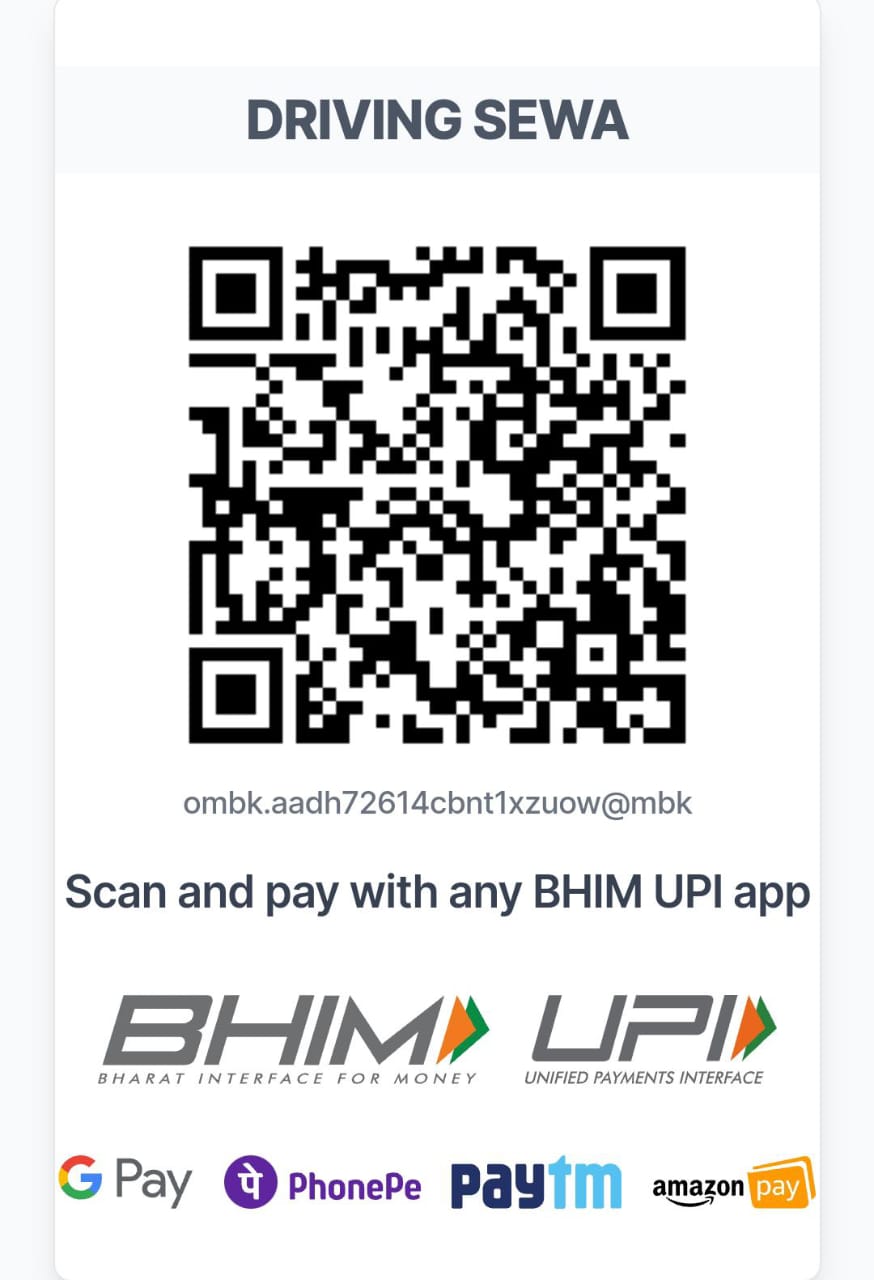 DRIVING SEWA
ombk.aadh72614cbnt1xzuow@mbk
Scan and pay with any BHIM UPI app
BHIM UPI
BHARAT INTERFACE FOR MONEY UNIFIED PAYMENTS INTERFACE
G Pay पे PhonePe paytm amazon pay